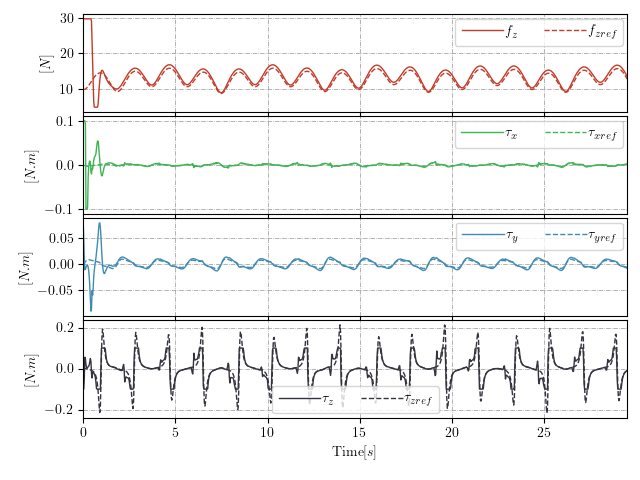 30
20
10
[N]
f_z f_zref
0.1
0.0
−0.1
[N.m]
τ_x τ_xref
0.05
0.00
−0.05
[N.m]
τ_y τ_yref
0.2
0.0
−0.2
[N.m]
τ_z τ_zref
0 5 10 15 20 25
Time[s]